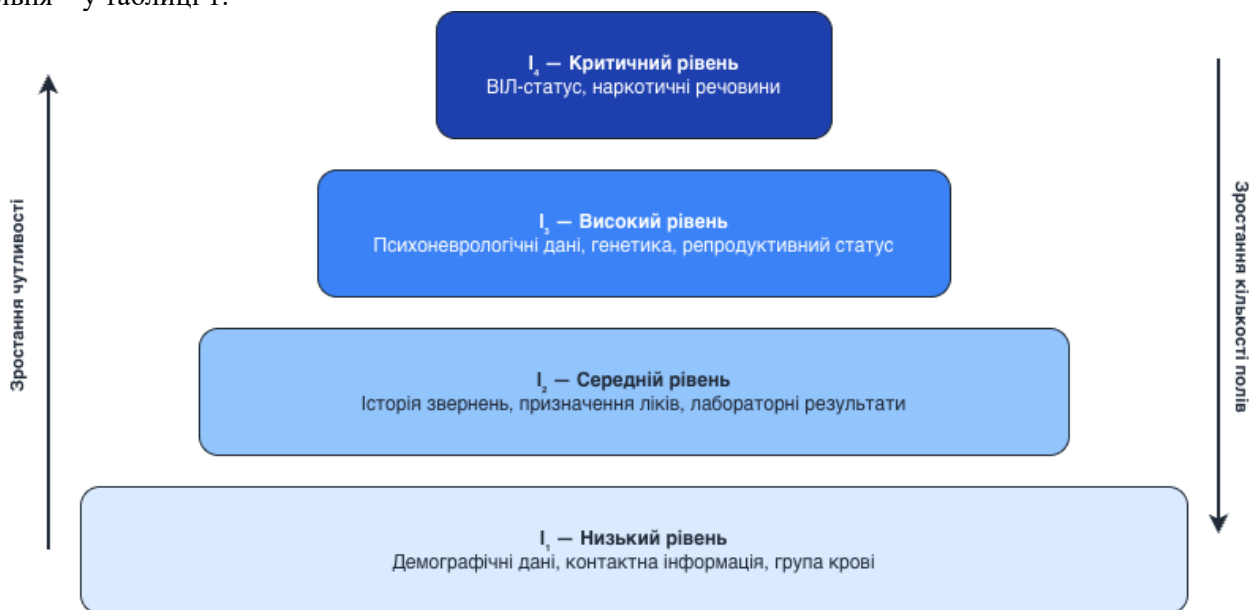 у таблиці 1.
I₄ — Критичний рівень
ВІЛ-статус, наркотичні речовини
I₃ — Високий рівень
Психоневрологічні дані, генетика, репродуктивний статус
I₂ — Середній рівень
Історія звернень, призначення ліків, лабораторні результати
I₁ — Низький рівень
Демографічні дані, контактна інформація, група крові
Зростання чутливості
Зростання кількості полів